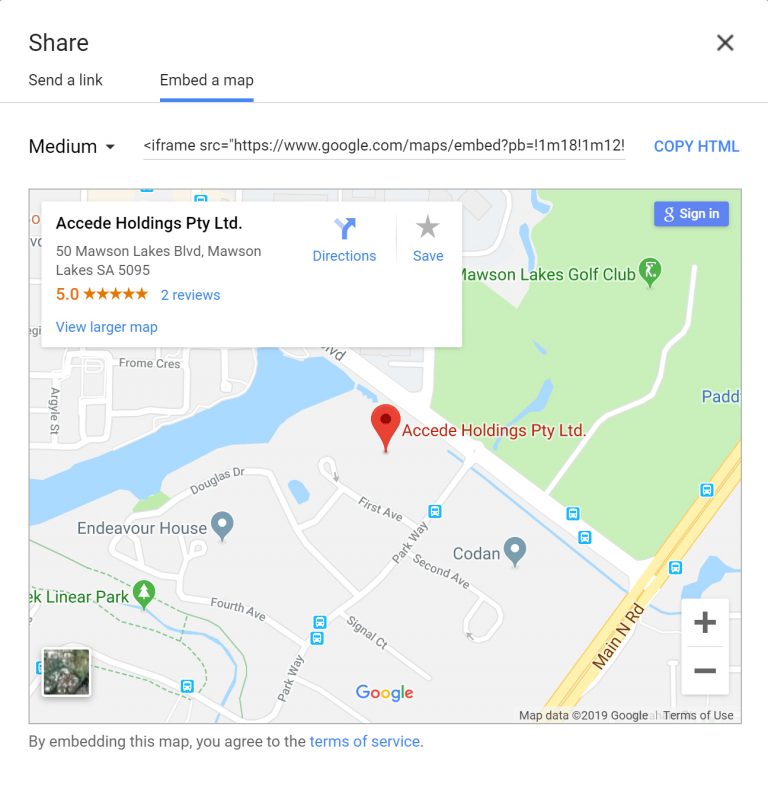 Share
Send a link
Embed a map
Medium
<iframe src="https://www.google.com/maps/embed?pb=!1m18!1m12!
COPY HTML
Accede Holdings Pty Ltd.
50 Mawson Lakes Blvd, Mawson
Lakes SA 5095
5.0
2 reviews
View larger map
Directions
Save
g Sign in
Mawson Lakes Golf Club
Blvd
Frome Cres
Argyle St
Padd
Accede Holdings Pty Ltd.
Douglas Dr
First Ave
Endeavour House
Park Way
Codan
Second Ave
ek Linear Park
Fourth Ave
Signal Ct
Main N Rd
Park Way
Google
Map data ©2019 Google
Terms of Use
By embedding this map, you agree to the terms of service.